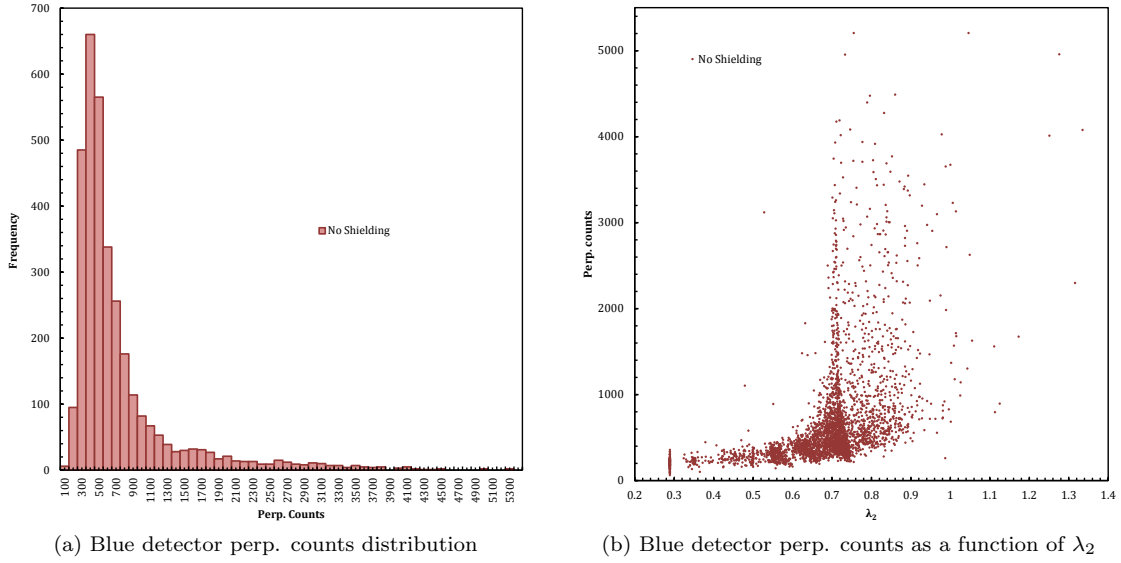 700
600
500
400
300
200
100
0
Frequency
No Shielding
100 300 500 700 900 1100 1300 1500 1700 1900 2100 2300 2500 2700 2900 3100 3300 3500 3700 3900 4100 4300 4500 4700 4900 5100 5300
Perp. Counts
(a) Blue detector perp. counts distribution
5000
4000
3000
2000
1000
0
Perp. counts
No Shielding
0.2 0.3 0.4 0.5 0.6 0.7 0.8 0.9 1 1.1 1.2 1.3 1.4
λ₂
(b) Blue detector perp. counts as a function of λ₂